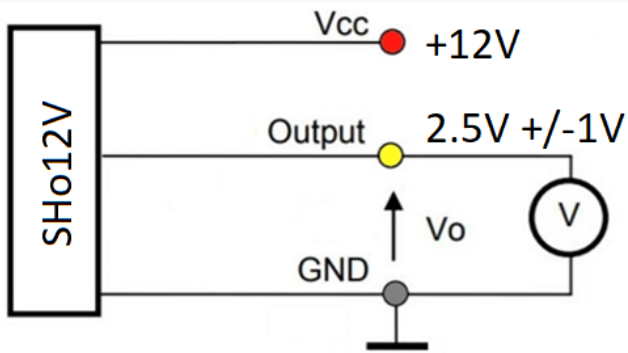 Vcc
+12V
SHo12V
Output
2.5V +/-1V
V
Vo
GND